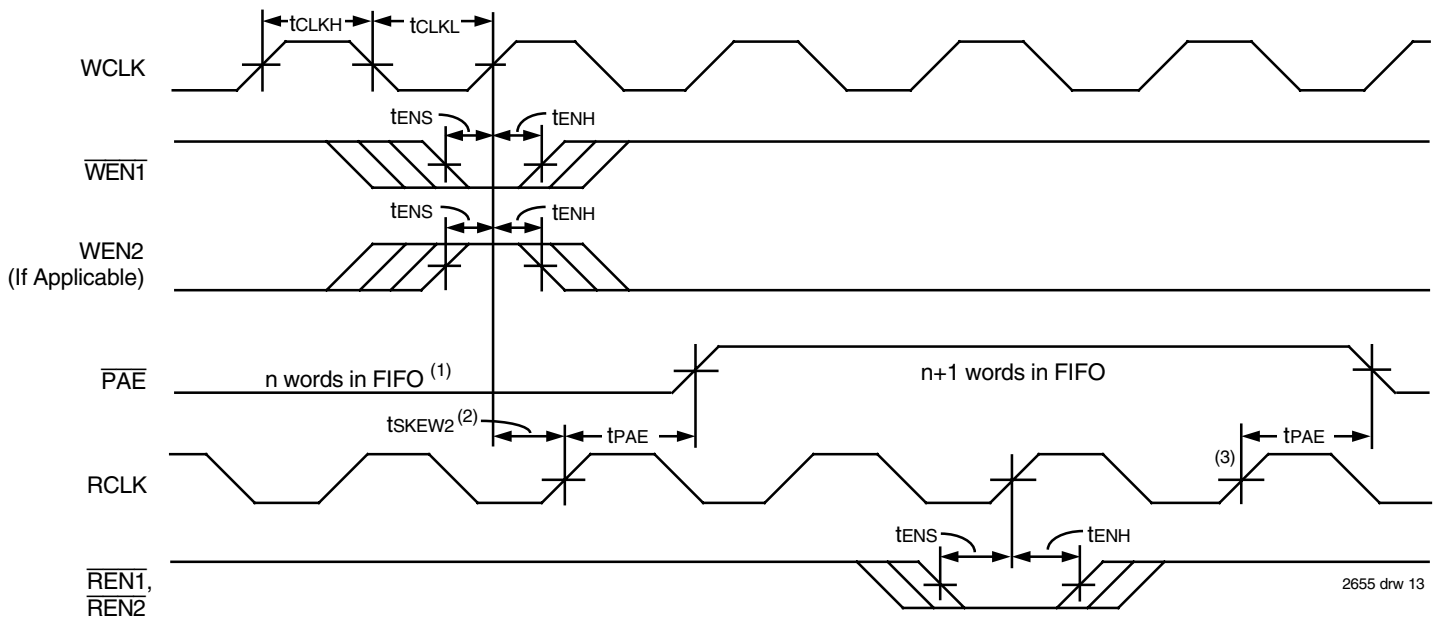 tCLKH tCLKL
WCLK
tENS tENH
WEN1
tENS tENH
WEN2
(If Applicable)
PAE n words in FIFO (1) n+1 words in FIFO
tSKEW2 (2) tPAE tPAE
(3)
RCLK
tENS tENH
REN1,
REN2
2655 drw 13